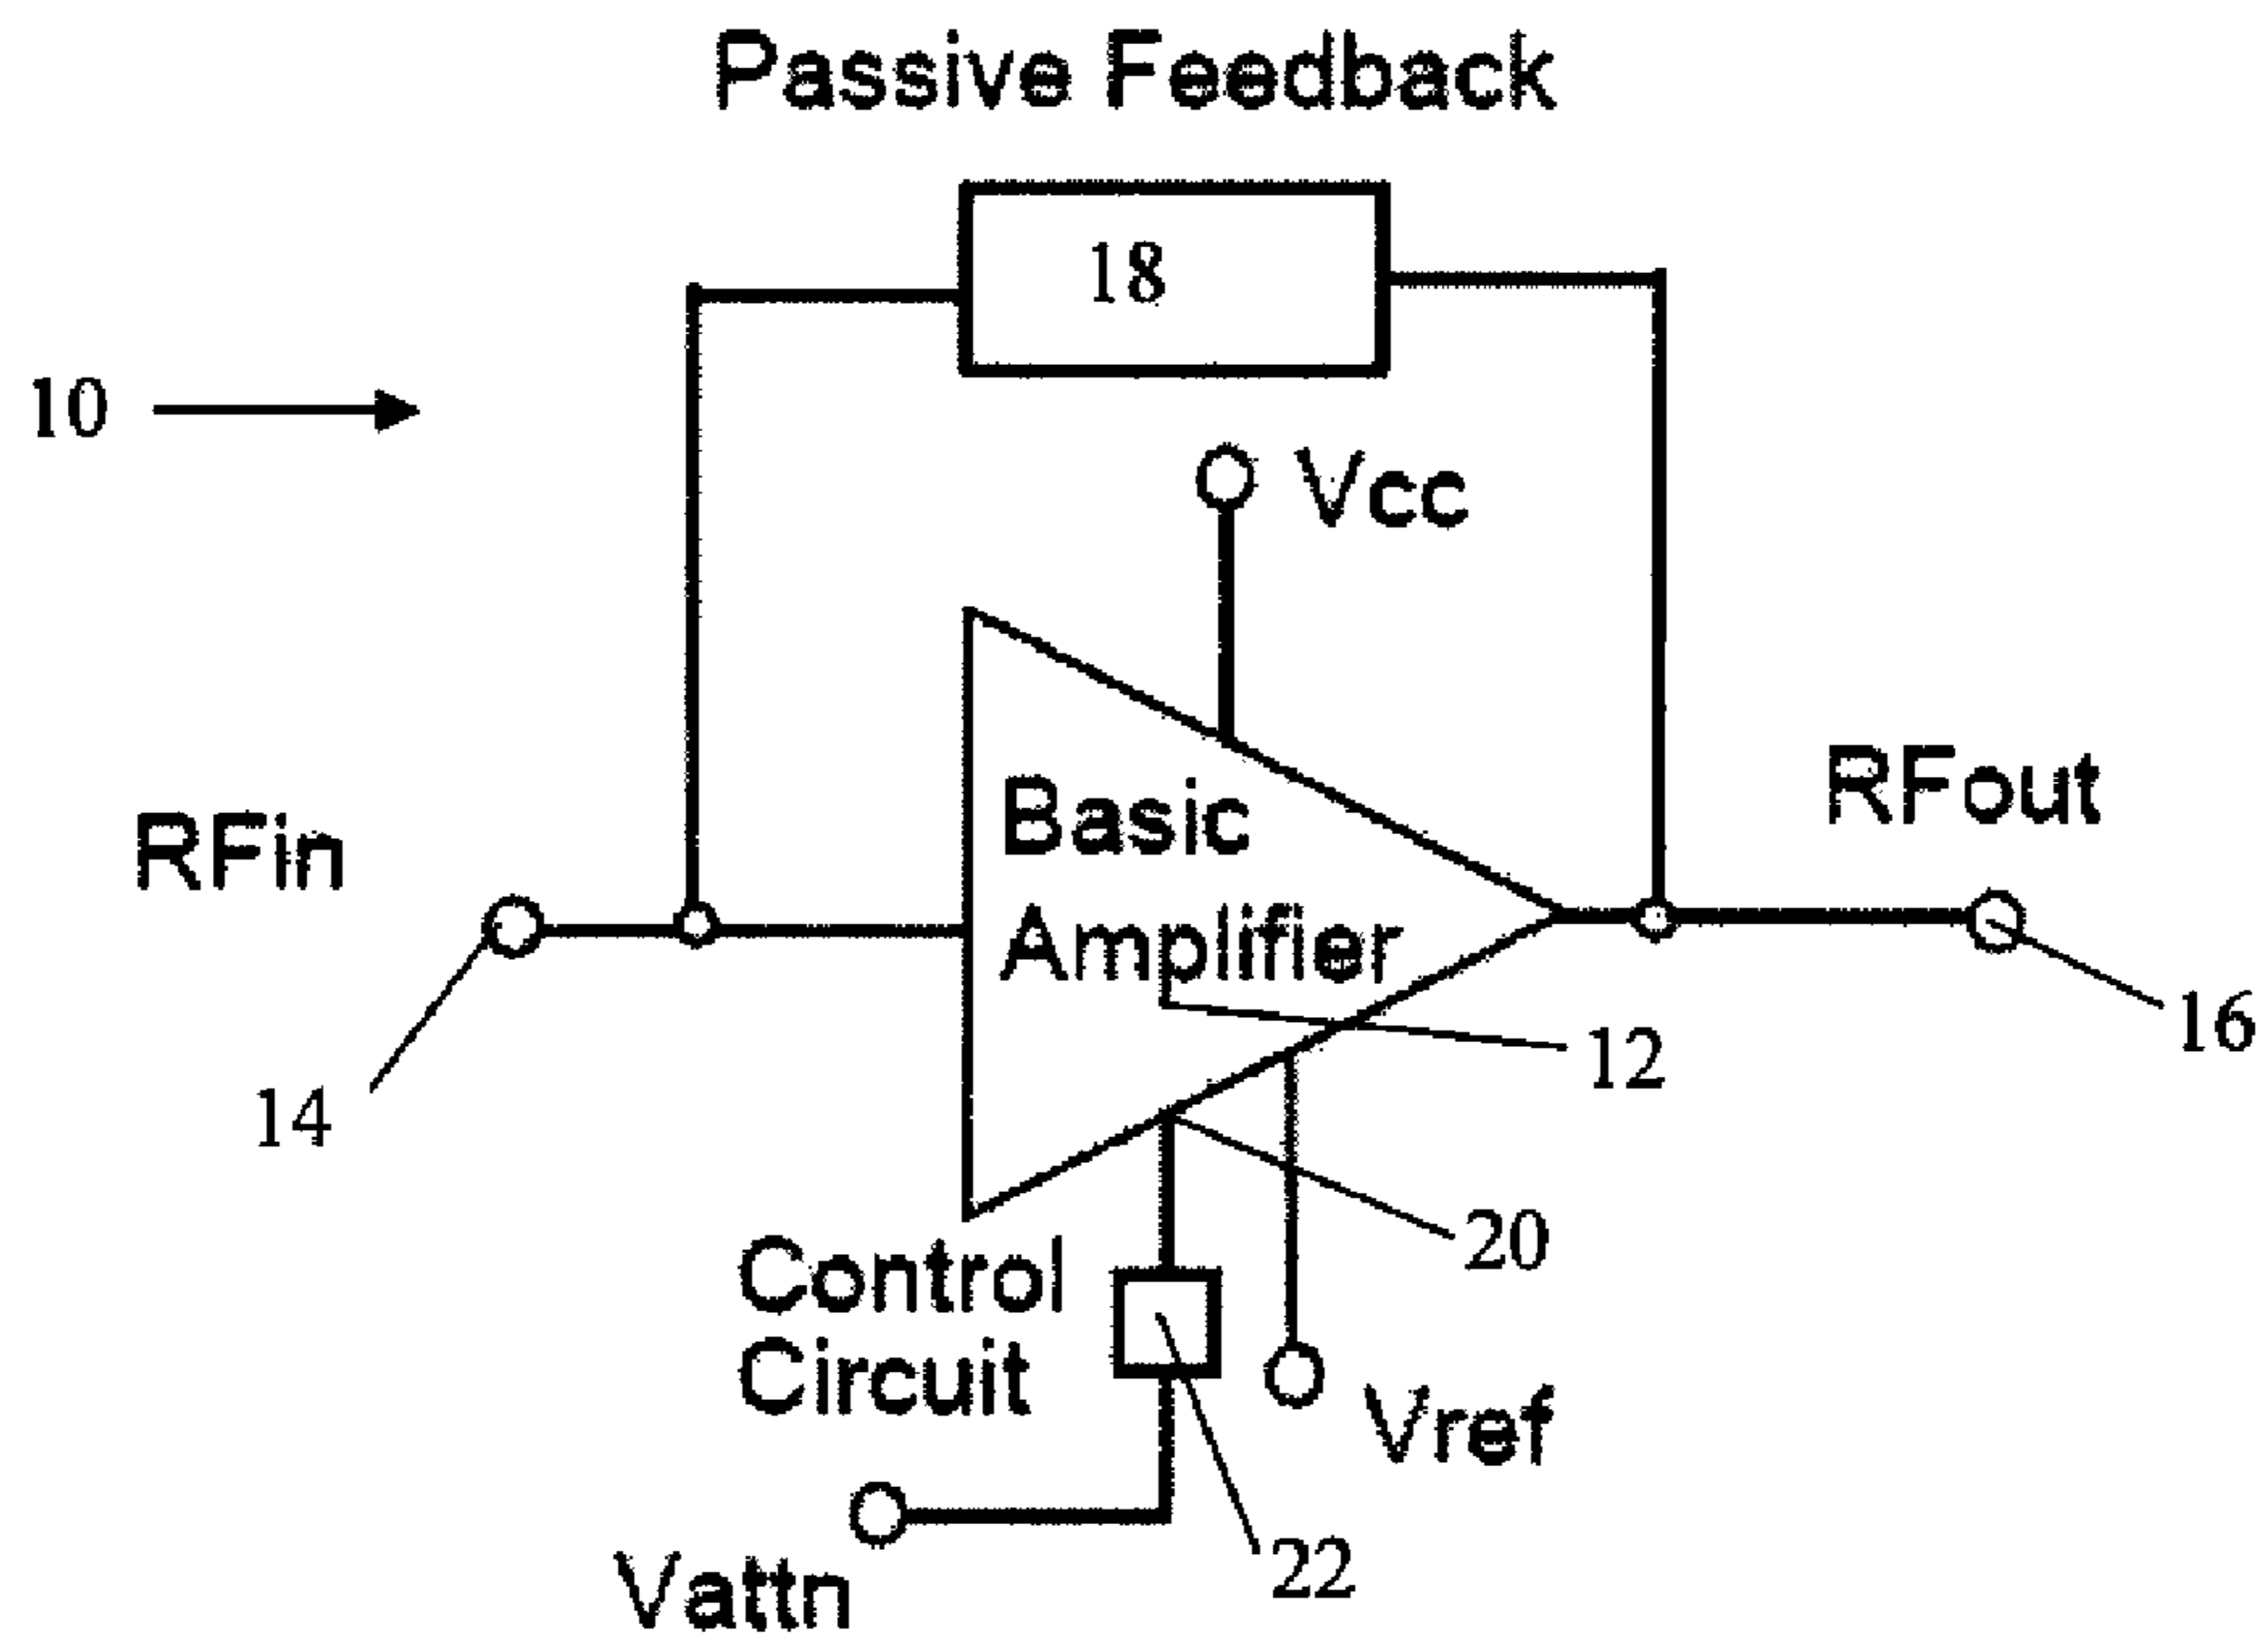 Passive Feedback
18
10
Vcc
RFin
Basic
Amplifier
RFout
14
12
16
20
Control
Circuit
Vref
22
Vattn